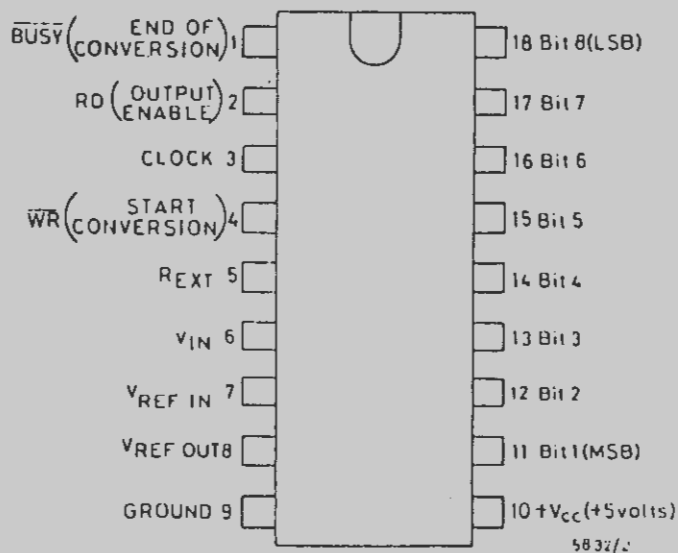 BUSY (END OF CONVERSION) 1
RD (OUTPUT ENABLE) 2
CLOCK 3
WR (START CONVERSION) 4
REXT 5
VIN 6
VREF IN 7
VREF OUT 8
GROUND 9
18 Bit 8(LSB)
17 Bit 7
16 Bit 6
15 Bit 5
14 Bit 4
13 Bit 3
12 Bit 2
11 Bit 1(MSB)
10 +VCC (+5volts)